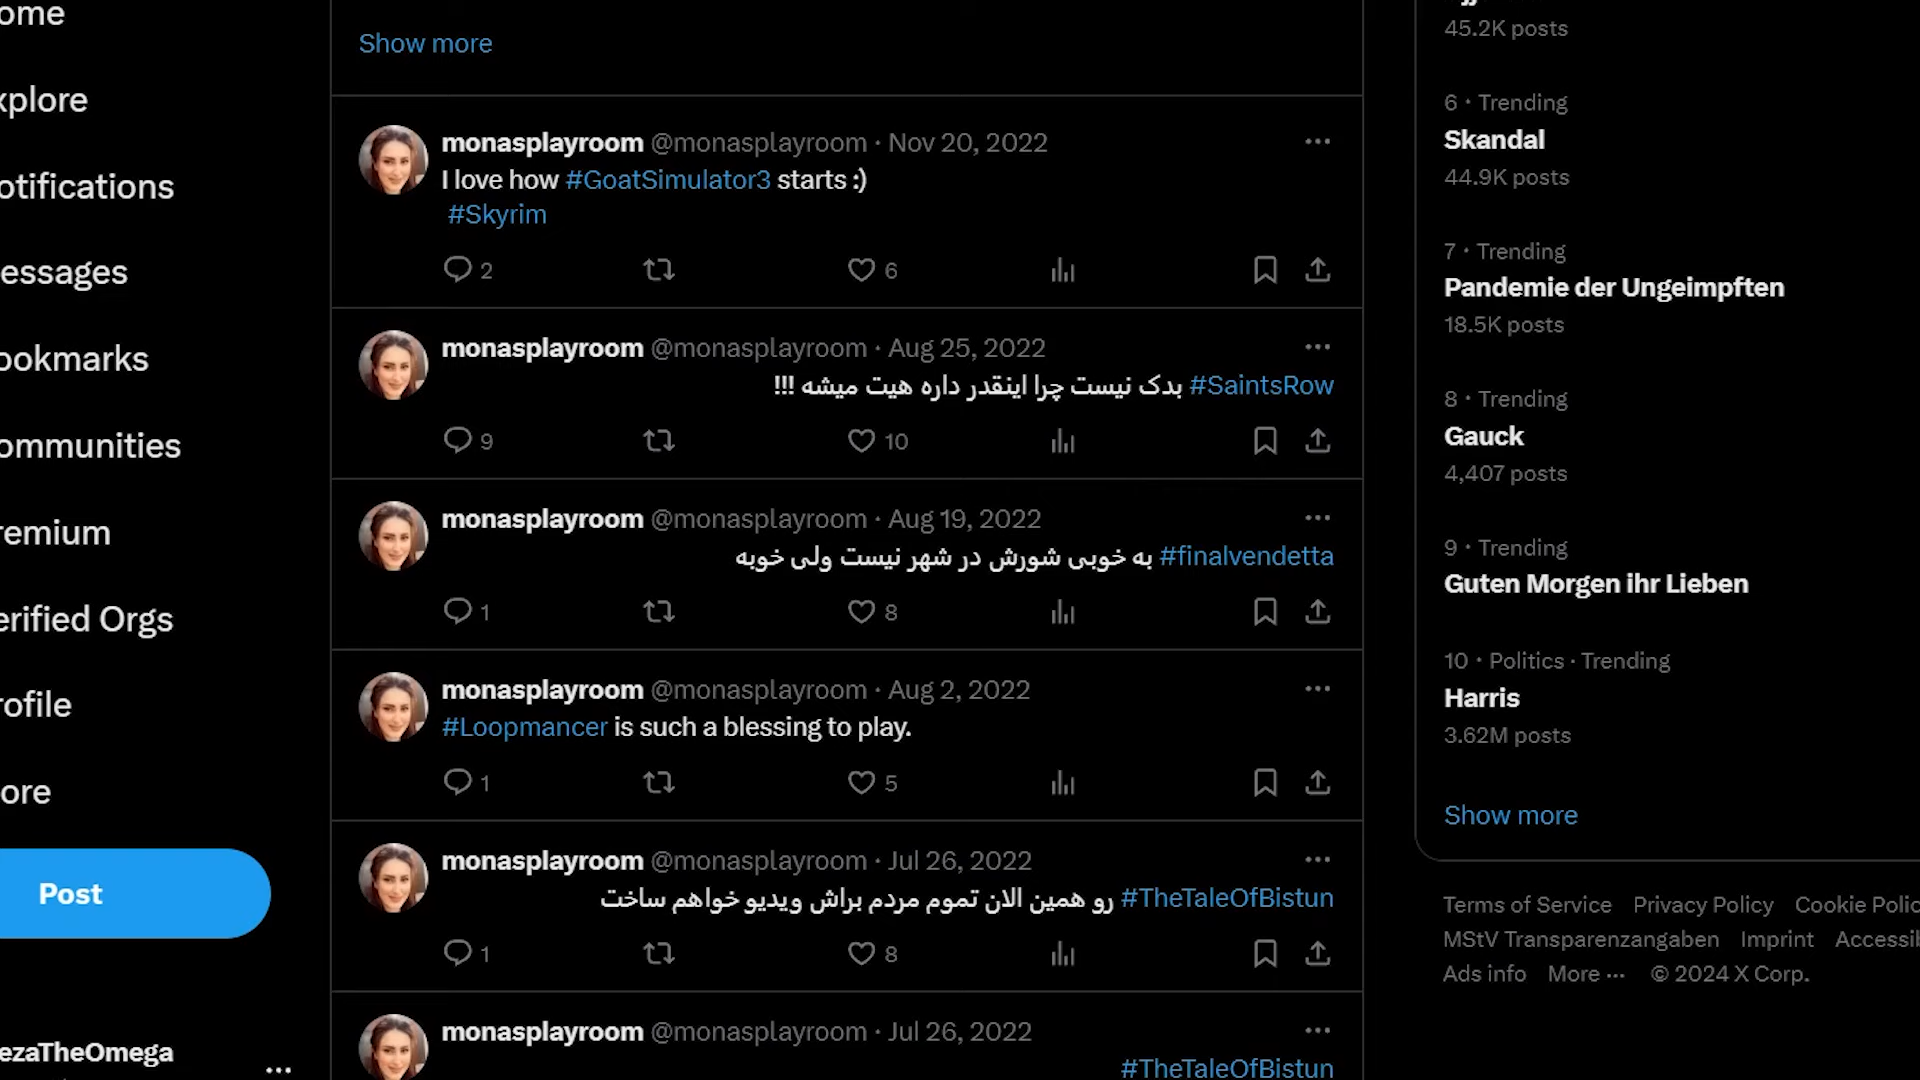 ome
xplore
otifications
essages
ookmarks
ommunities
remium
erified Orgs
rofile
ore
Post
ezaTheOmega
Show more
monasplayroom @monasplayroom · Nov 20, 2022
I love how #GoatSimulator3 starts :)
#Skyrim
2 6
monasplayroom @monasplayroom · Aug 25, 2022
#SaintsRow بدک نیست چرا اینقدر داره هیت میشه !!!
9 10
monasplayroom @monasplayroom · Aug 19, 2022
#finalvendetta به خوبی شورش در شهر نیست ولی خوبه
1 8
monasplayroom @monasplayroom · Aug 2, 2022
#Loopmancer is such a blessing to play.
1 5
monasplayroom @monasplayroom · Jul 26, 2022
#TheTaleOfBistun رو همین الان تموم مردم براش ویدیو خواهم ساخت
1 8
monasplayroom @monasplayroom · Jul 26, 2022
#TheTaleOfBistun
45.2K posts
6 · Trending
Skandal
44.9K posts
7 · Trending
Pandemie der Ungeimpften
18.5K posts
8 · Trending
Gauck
4,407 posts
9 · Trending
Guten Morgen ihr Lieben
10 · Politics · Trending
Harris
3.62M posts
Show more
Terms of Service Privacy Policy Cookie Polic
MStV Transparenzangaben Imprint Accessib
Ads info More ··· © 2024 X Corp.